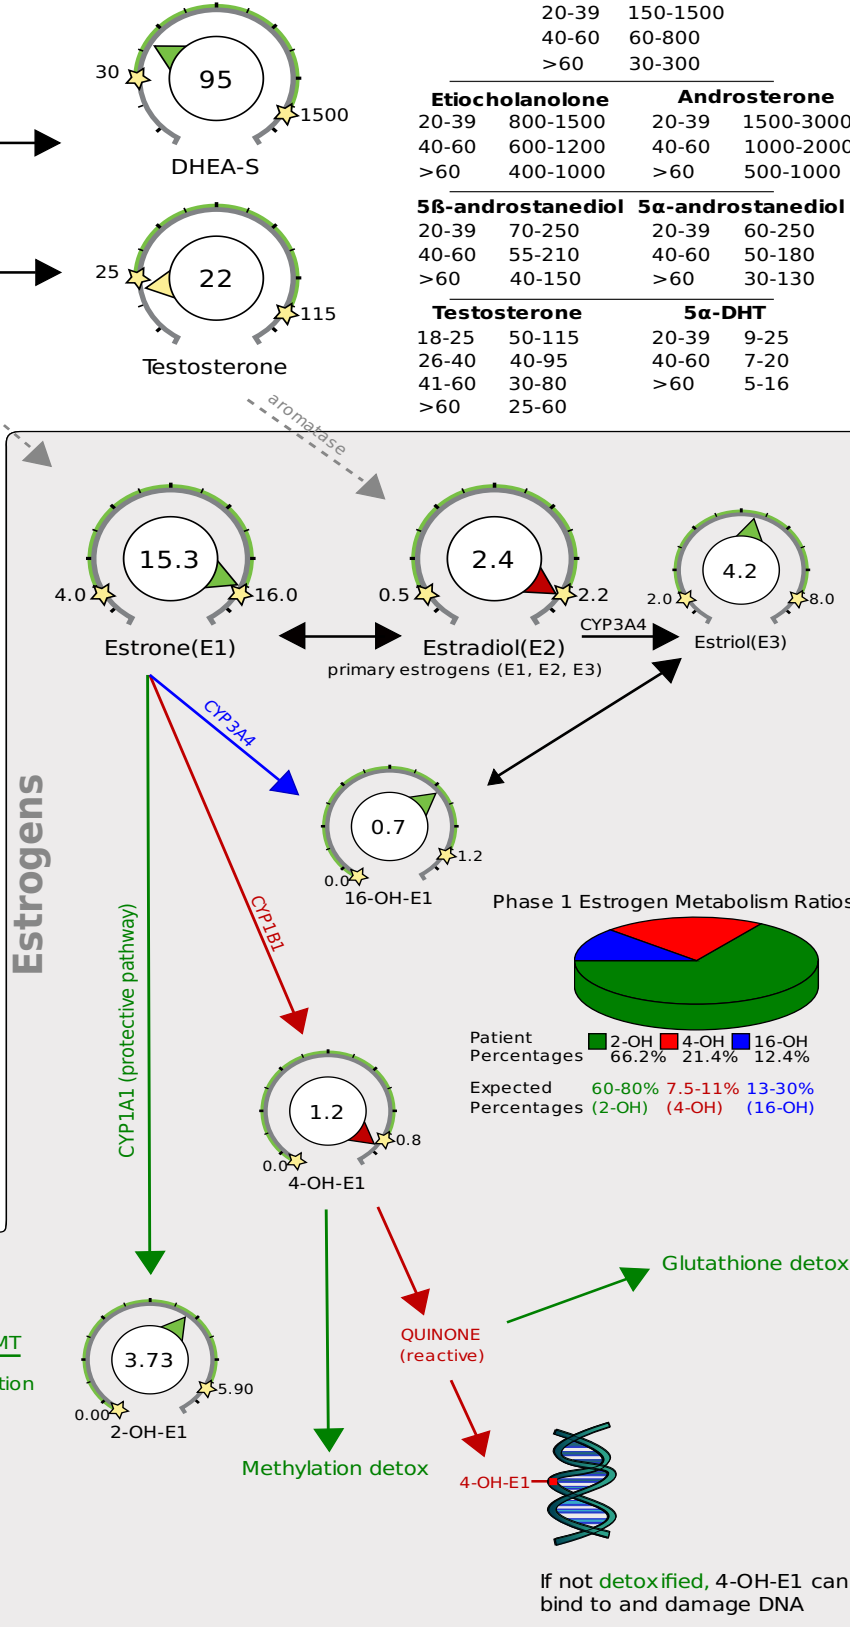 20-39 150-1500
40-60 60-800
>60 30-300
95
30
1500
DHEA-S
Etiocholanolone Androsterone
20-39 800-1500 20-39 1500-3000
40-60 600-1200 40-60 1000-2000
>60 400-1000 >60 500-1000
5ß-androstanediol 5α-androstanediol
20-39 70-250 20-39 60-250
40-60 55-210 40-60 50-180
>60 40-150 >60 30-130
22
25
115
Testosterone
Testosterone 5α-DHT
18-25 50-115 20-39 9-25
26-40 40-95 40-60 7-20
41-60 30-80 >60 5-16
>60 25-60
aromatase
Estrogens
15.3
4.0
16.0
Estrone(E1)
2.4
0.5
2.2
Estradiol(E2)
primary estrogens (E1, E2, E3)
CYP3A4
4.2
2.0
8.0
Estriol(E3)
CYP3A4
0.7
0.0
1.2
16-OH-E1
CYP1B1
CYP1A1 (protective pathway)
Phase 1 Estrogen Metabolism Ratios
Patient 2-OH 4-OH 16-OH
Percentages 66.2% 21.4% 12.4%
Expected 60-80% 7.5-11% 13-30%
Percentages (2-OH) (4-OH) (16-OH)
1.2
0.0
0.8
4-OH-E1
Glutathione detox
QUINONE
(reactive)
MT
tion
3.73
0.00
5.90
2-OH-E1
Methylation detox
4-OH-E1
If not detoxified, 4-OH-E1 can
bind to and damage DNA